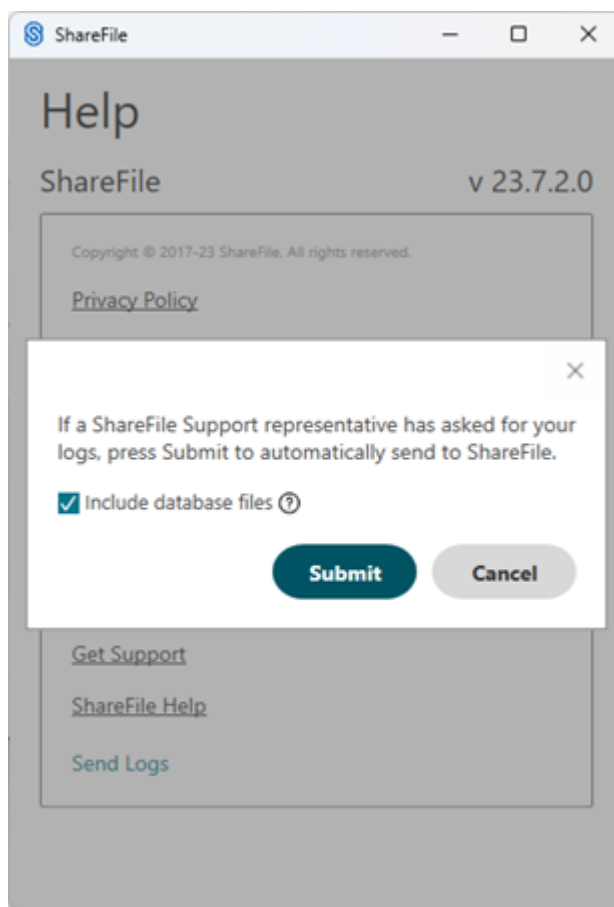 ShareFile
Help
ShareFile v 23.7.2.0
Copyright © 2017-23 ShareFile. All rights reserved.
Privacy Policy
If a ShareFile Support representative has asked for your
logs, press Submit to automatically send to ShareFile.
Include database files
Submit Cancel
Get Support
ShareFile Help
Send Logs